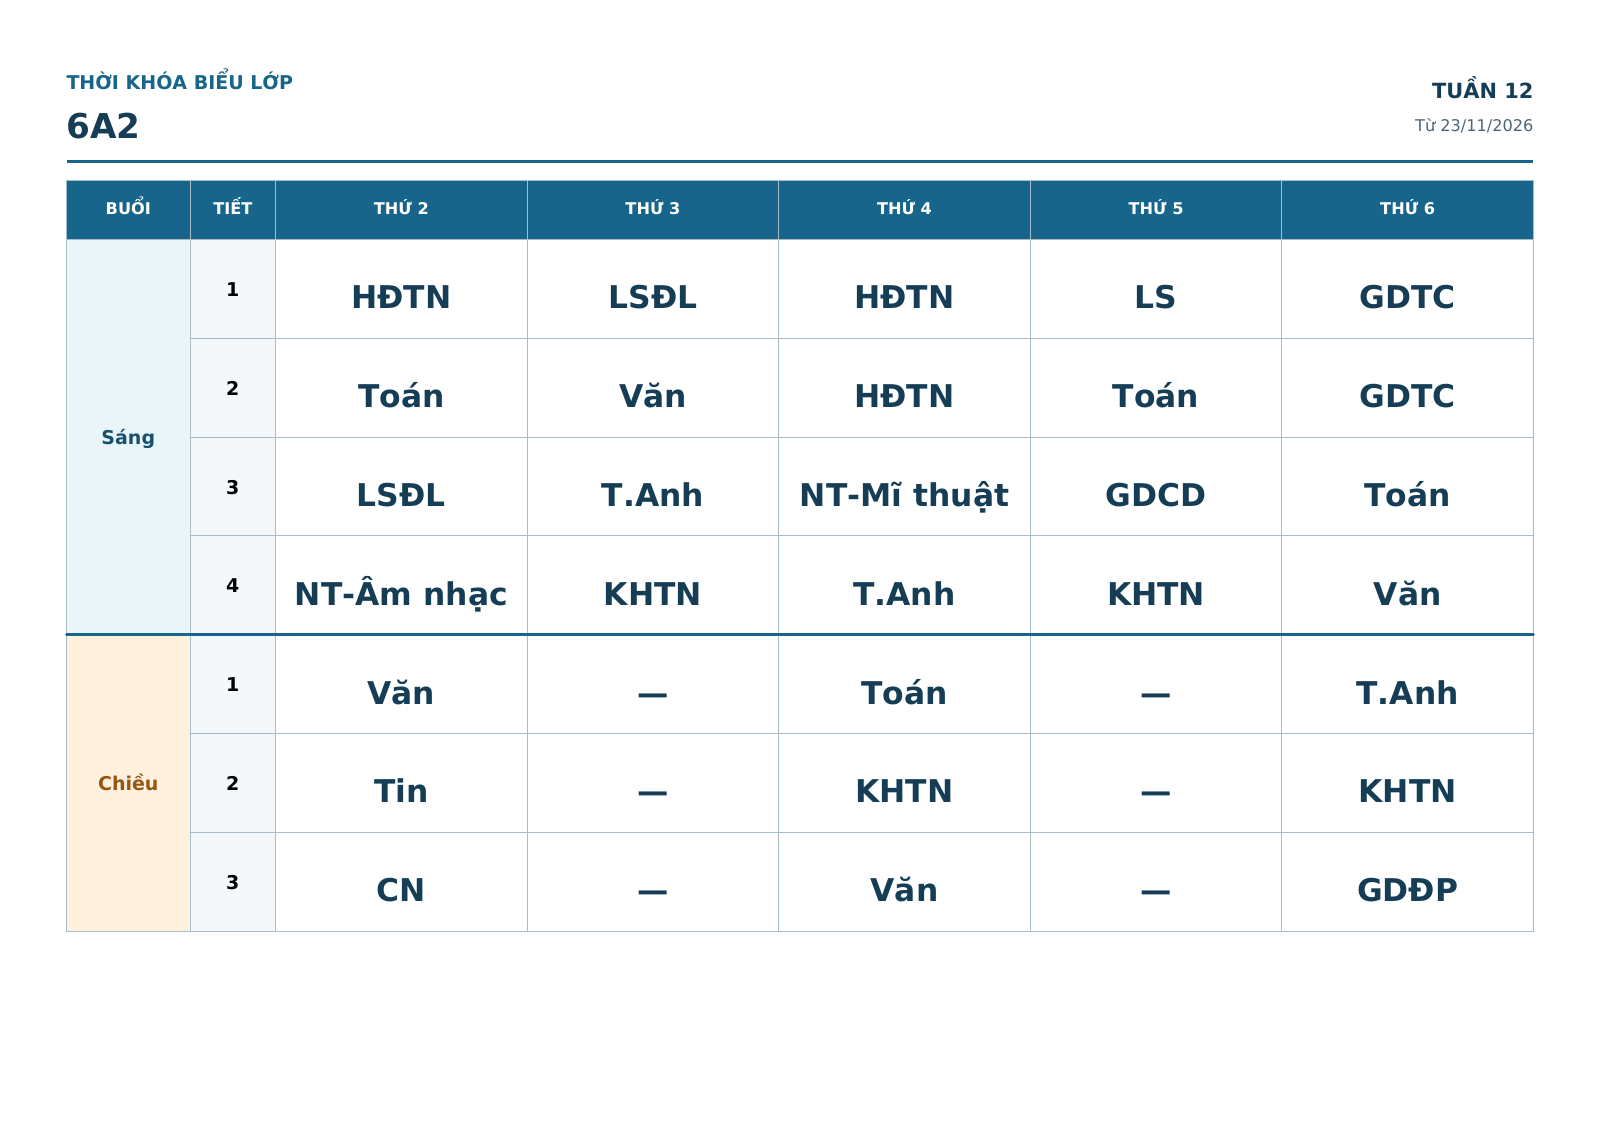 THỜI KHÓA BIỂU LỚP
6A2
TUẦN 12
Từ 23/11/2026
BUỔI TIẾT THỨ 2 THỨ 3 THỨ 4 THỨ 5 THỨ 6
Sáng
1 HĐTN LSĐL HĐTN LS GDTC
2 Toán Văn HĐTN Toán GDTC
3 LSĐL T.Anh NT-Mĩ thuật GDCD Toán
4 NT-Âm nhạc KHTN T.Anh KHTN Văn
Chiều
1 Văn — Toán — T.Anh
2 Tin — KHTN — KHTN
3 CN — Văn — GDĐP